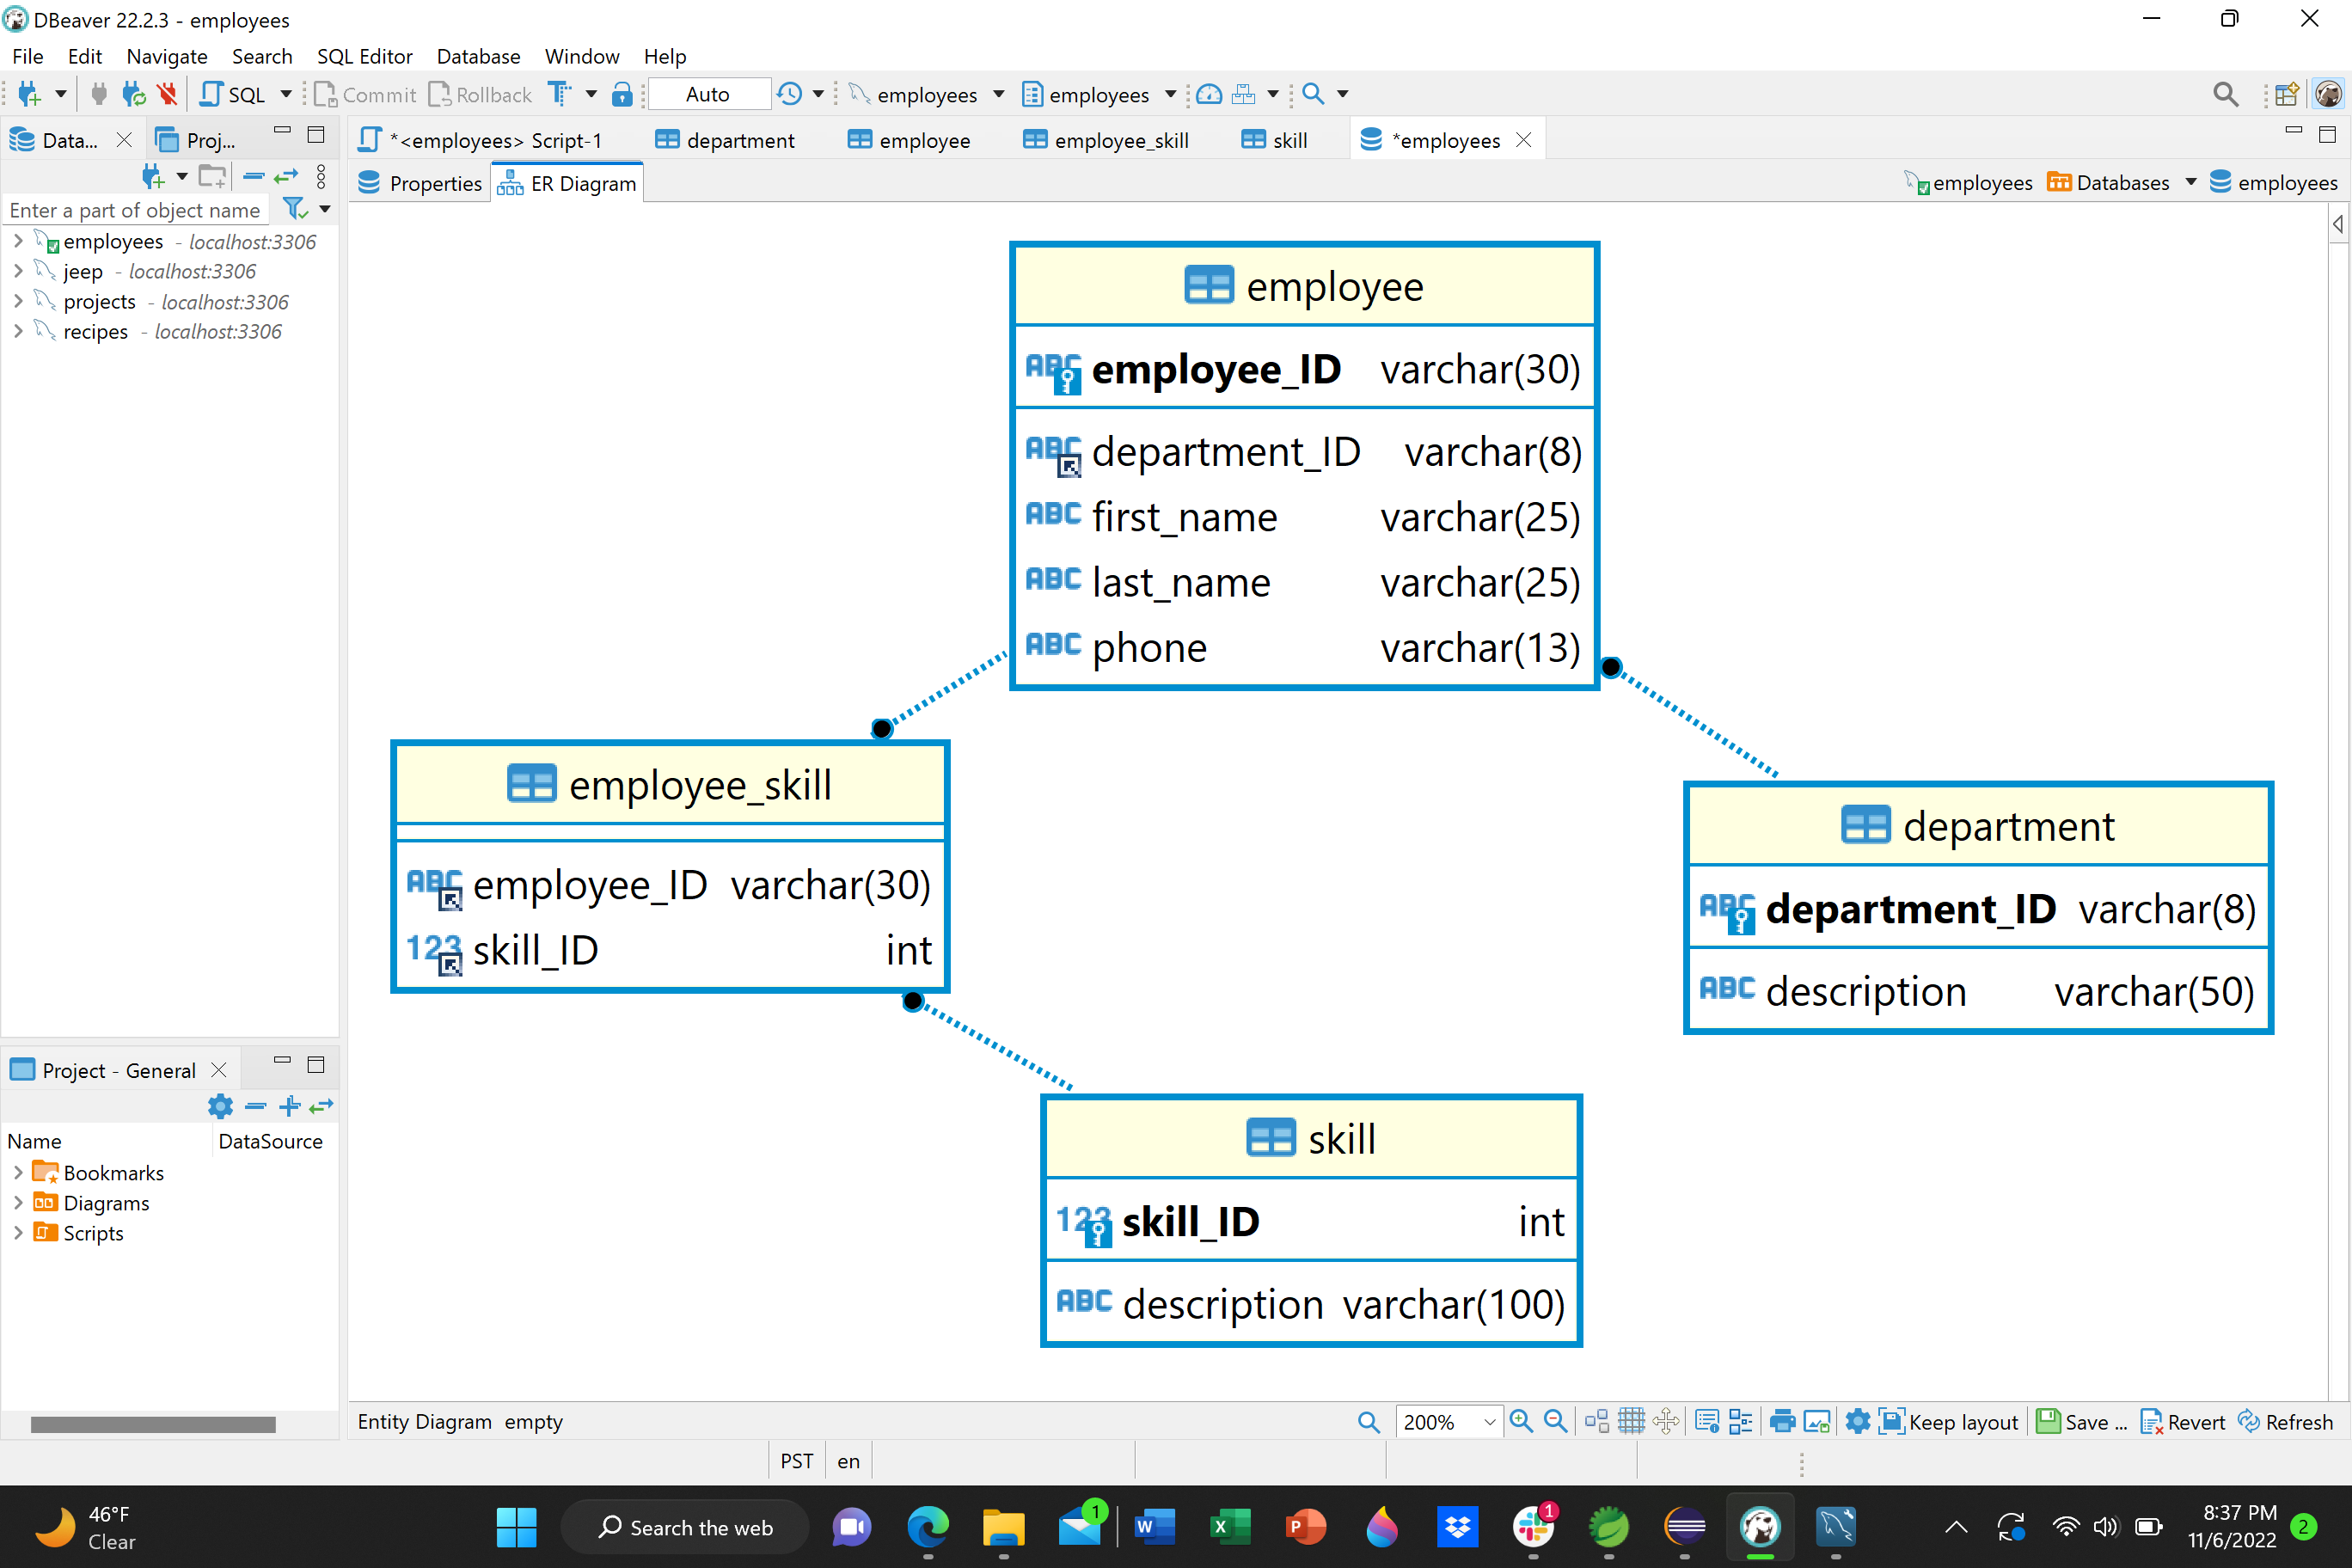 DBeaver 22.2.3 - employees
File Edit Navigate Search SQL Editor Database Window Help
SQL Commit Rollback Auto employees employees
Data... Proj...
*<employees> Script-1 department employee employee_skill skill *employees
Properties ER Diagram employees Databases employees
Enter a part of object name
employees - localhost:3306
jeep - localhost:3306
projects - localhost:3306
recipes - localhost:3306
employee
ABC employee_ID varchar(30)
ABC department_ID varchar(8)
ABC first_name varchar(25)
ABC last_name varchar(25)
ABC phone varchar(13)
employee_skill
ABC employee_ID varchar(30)
123 skill_ID int
department
ABC department_ID varchar(8)
ABC description varchar(50)
skill
123 skill_ID int
ABC description varchar(100)
Project - General
Name DataSource
Bookmarks
Diagrams
Scripts
Entity Diagram empty 200% Keep layout Save ... Revert Refresh
PST en
46°F
Clear
Search the web
1
W
X
P
1
8:37 PM
11/6/2022
2